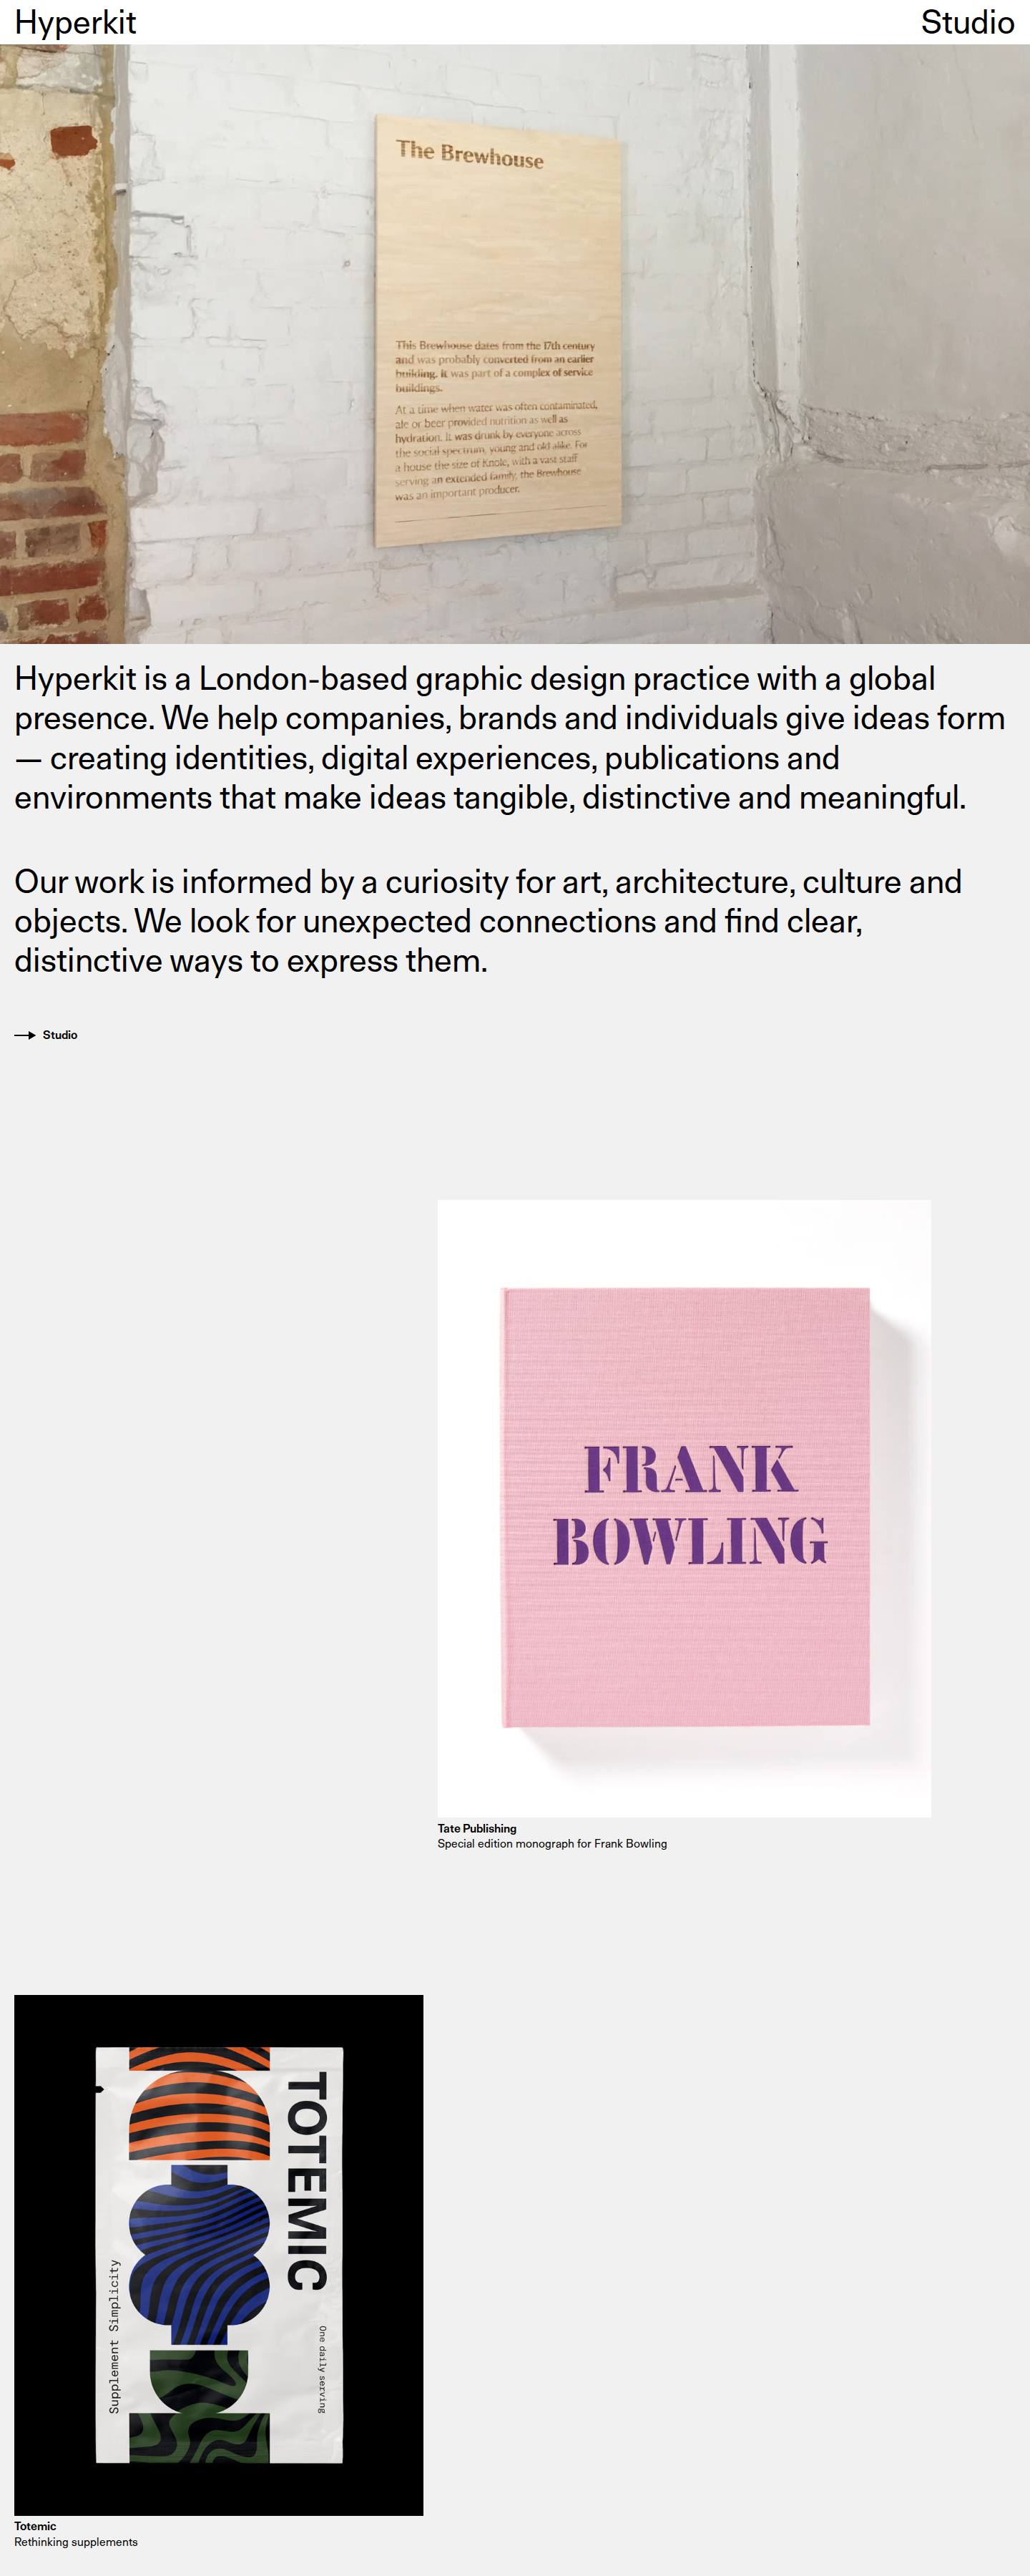 Hyperkit
Studio
The Brewhouse
This Brewhouse dates from the 17th century
and was probably converted from an earlier
building. It was part of a complex of service
buildings.
At a time when water was often contaminated,
ale or beer provided nutrition as well as
hydration. It was drunk by everyone across
the social spectrum, young and old alike. For
a house the size of Knole, with a vast staff
serving an extended family, the Brewhouse
was an important producer.
Hyperkit is a London-based graphic design practice with a global
presence. We help companies, brands and individuals give ideas form
— creating identities, digital experiences, publications and
environments that make ideas tangible, distinctive and meaningful.
Our work is informed by a curiosity for art, architecture, culture and
objects. We look for unexpected connections and find clear,
distinctive ways to express them.
Studio
FRANK
BOWLING
Tate Publishing
Special edition monograph for Frank Bowling
TOTEMIC
Supplement Simplicity
One daily serving
Totemic
Rethinking supplements